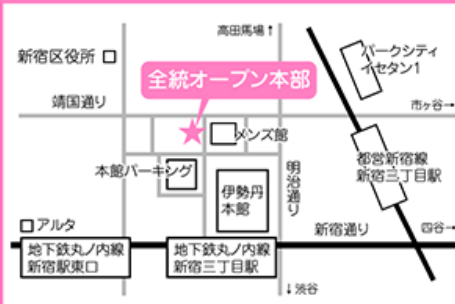 高田馬場↑
新宿区役所
パークシティ
イセタン1
全統オープン本部
靖国通り
市ヶ谷→
メンズ館
本館パーキング
都営新宿線
新宿三丁目駅
明治通り
伊勢丹
本館
アルタ
新宿通り
四谷→
地下鉄丸ノ内線
新宿駅東口
地下鉄丸ノ内線
新宿三丁目駅
↓渋谷